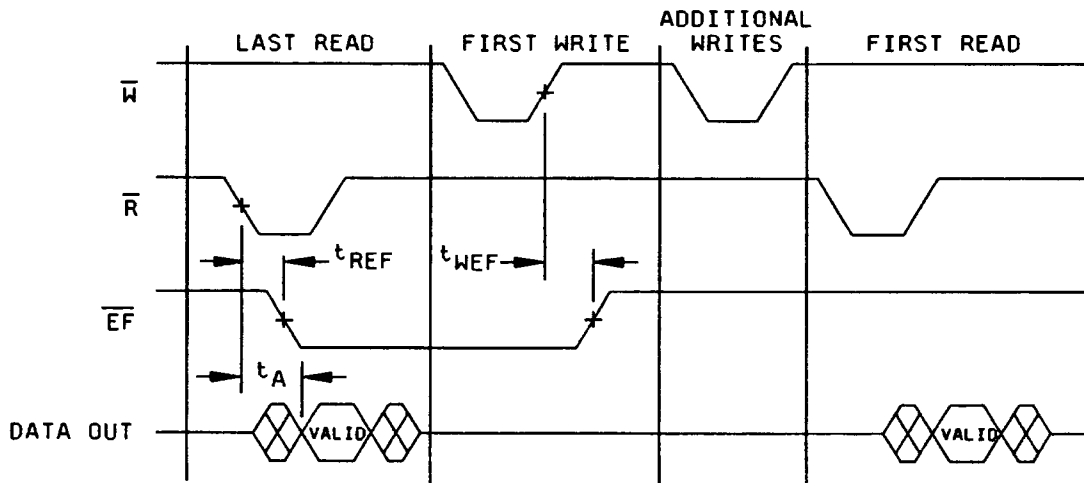 LAST READ
FIRST WRITE
ADDITIONAL
WRITES
FIRST READ
W
R
tREF
tWEF
EF
tA
DATA OUT
VALID
VALID